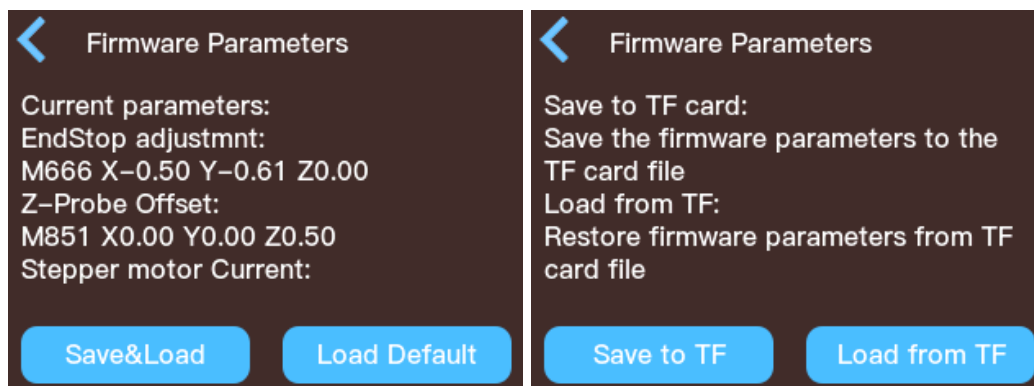 Firmware Parameters
Current parameters:
EndStop adjustmnt:
M666 X-0.50 Y-0.61 Z0.00
Z-Probe Offset:
M851 X0.00 Y0.00 Z0.50
Stepper motor Current:
Save&Load
Load Default
Firmware Parameters
Save to TF card:
Save the firmware parameters to the
TF card file
Load from TF:
Restore firmware parameters from TF
card file
Save to TF
Load from TF